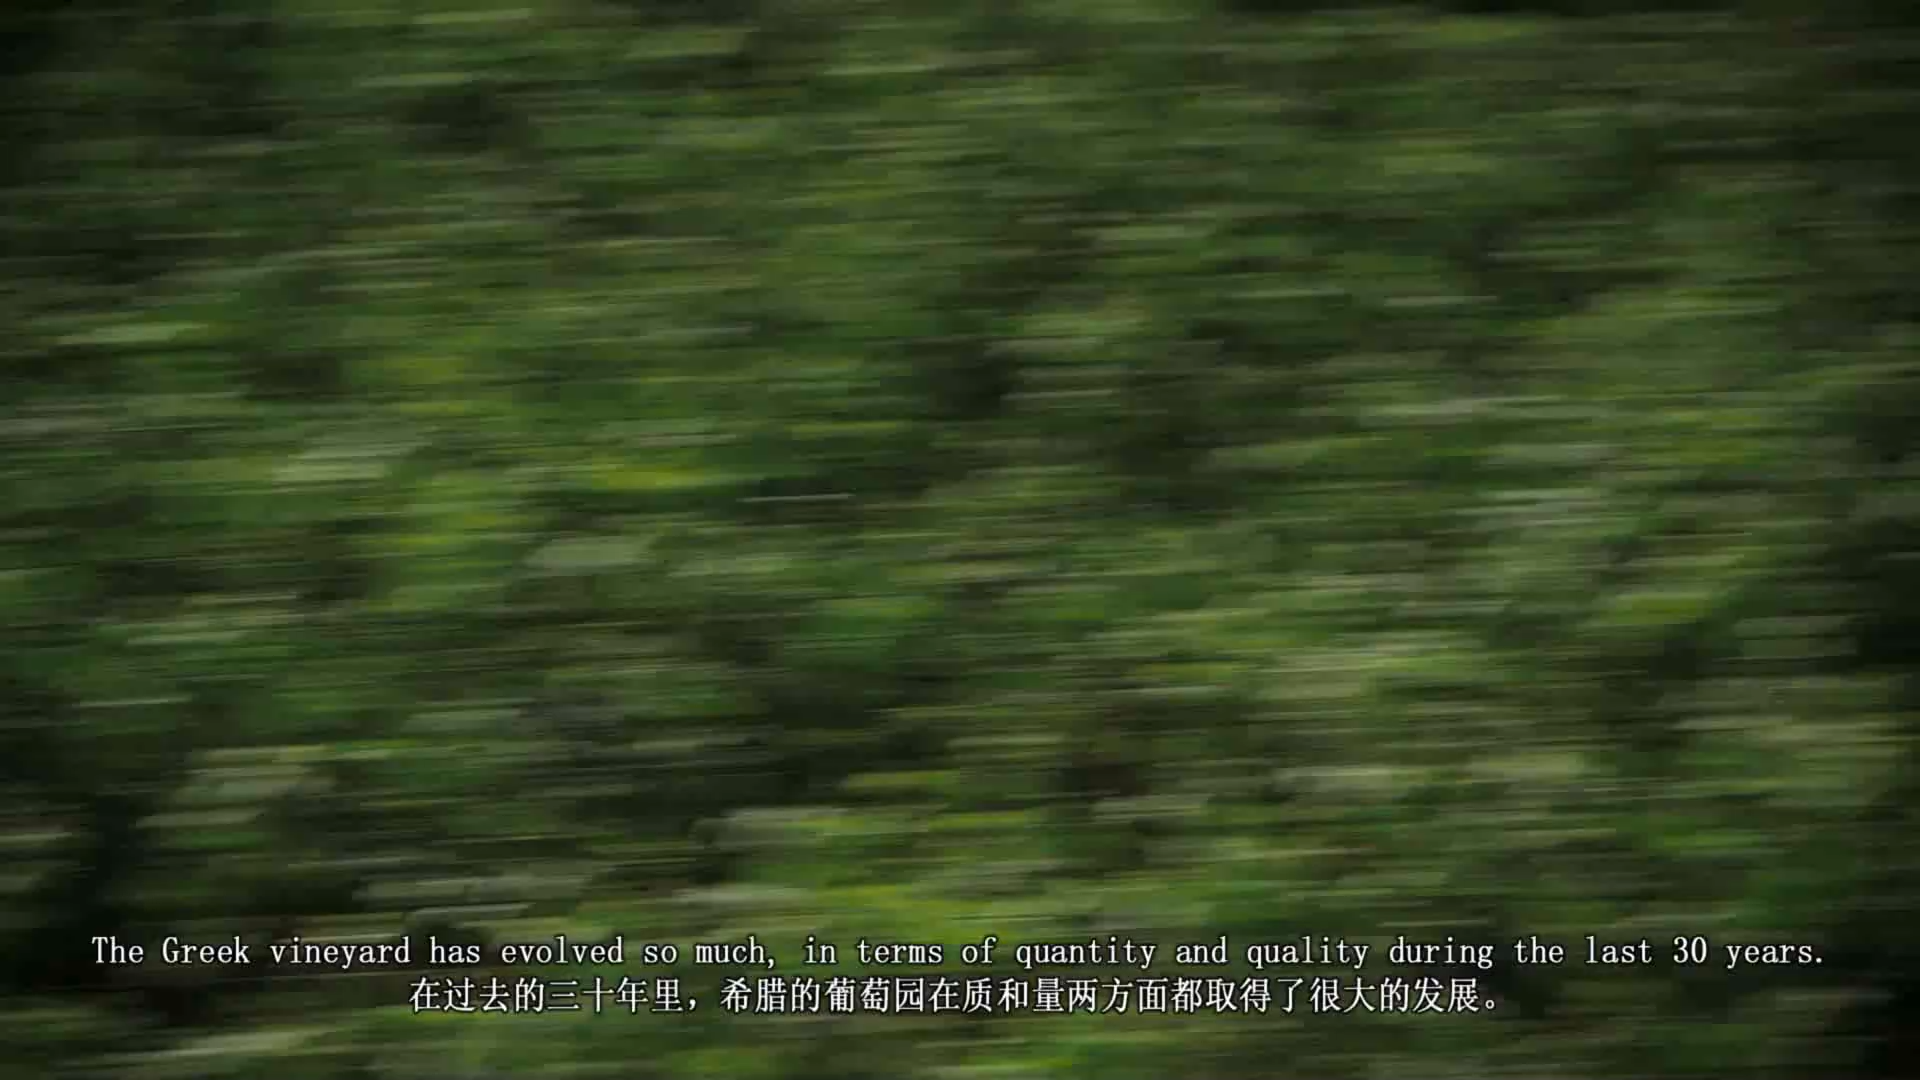 The Greek vineyard has evolved so much, in terms of quantity and quality during the last 30 years.
在过去的三十年里，希腊的葡萄园在质和量两方面都取得了很大的发展。